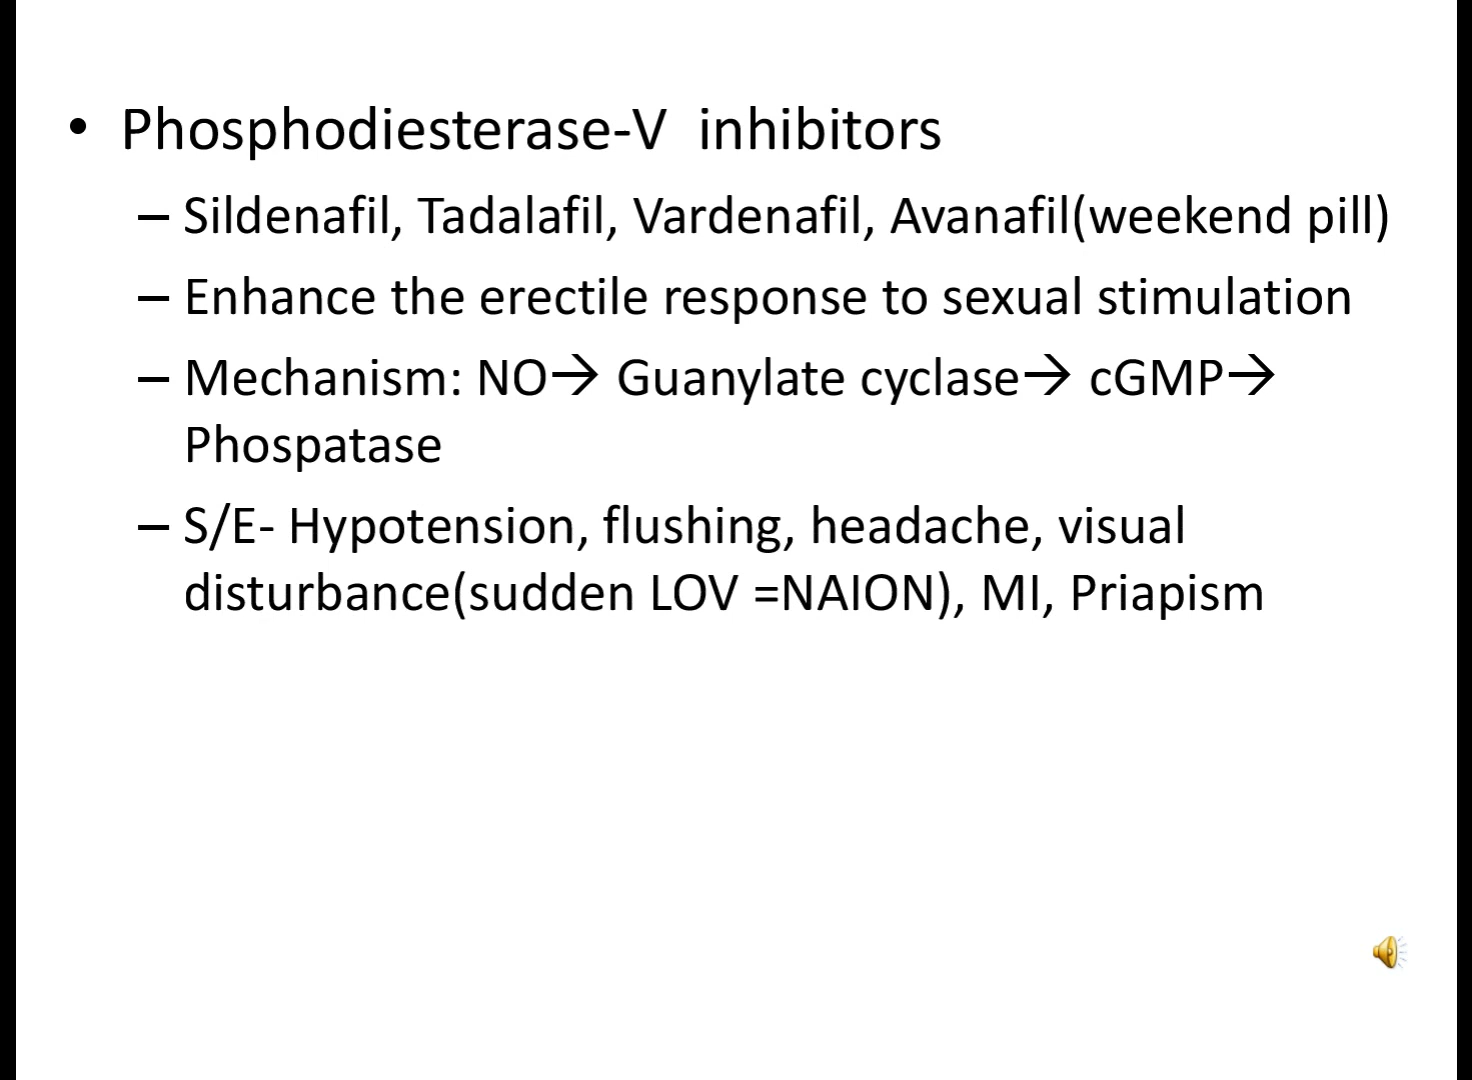 • Phosphodiesterase-V  inhibitors
– Sildenafil, Tadalafil, Vardenafil, Avanafil(weekend pill)
– Enhance the erectile response to sexual stimulation
– Mechanism: NO→ Guanylate cyclase→ cGMP→
Phospatase
– S/E- Hypotension, flushing, headache, visual
disturbance(sudden LOV =NAION), MI, Priapism